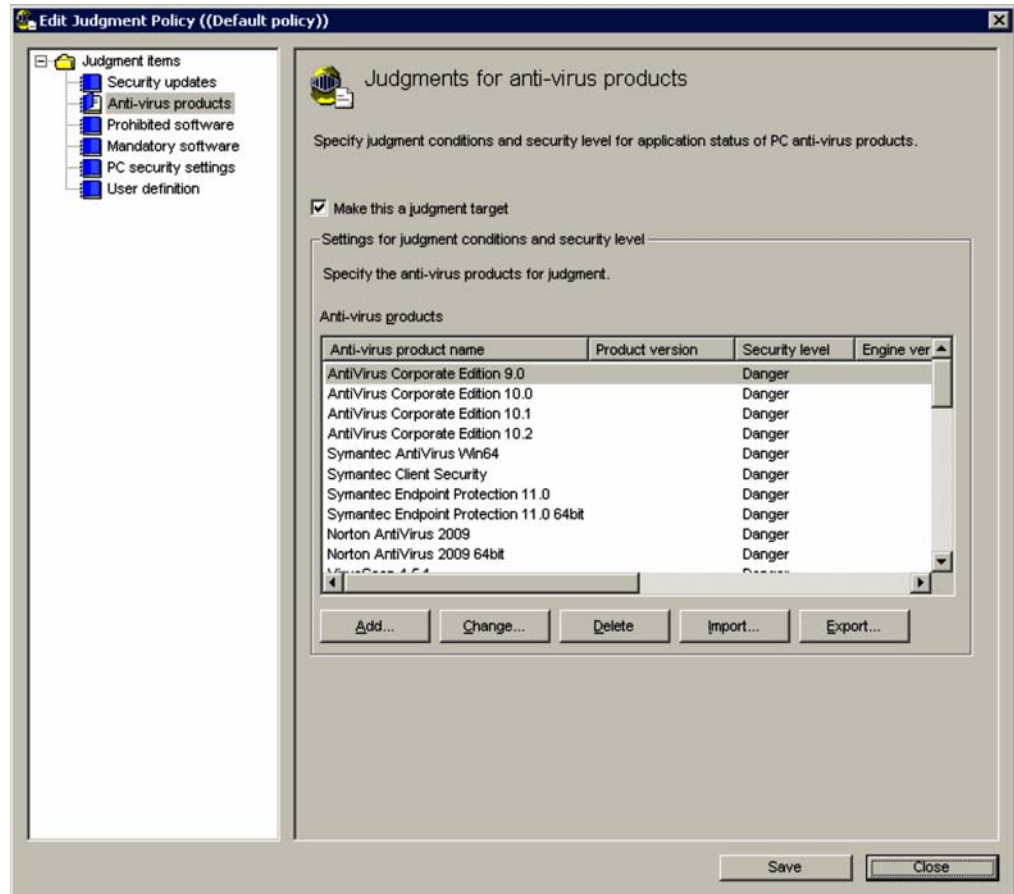 Edit Judgment Policy ((Default policy))
Judgment items
Security updates
Anti-virus products
Prohibited software
Mandatory software
PC security settings
User definition
Judgments for anti-virus products
Specify judgment conditions and security level for application status of PC anti-virus products.
Make this a judgment target
Settings for judgment conditions and security level
Specify the anti-virus products for judgment.
Anti-virus products
Anti-virus product name Product version Security level Engine ver
AntiVirus Corporate Edition 9.0 Danger
AntiVirus Corporate Edition 10.0 Danger
AntiVirus Corporate Edition 10.1 Danger
AntiVirus Corporate Edition 10.2 Danger
Symantec AntiVirus Win64 Danger
Symantec Client Security Danger
Symantec Endpoint Protection 11.0 Danger
Symantec Endpoint Protection 11.0 64bit Danger
Norton AntiVirus 2009 Danger
Norton AntiVirus 2009 64bit Danger
Add... Change... Delete Import... Export...
Save Close